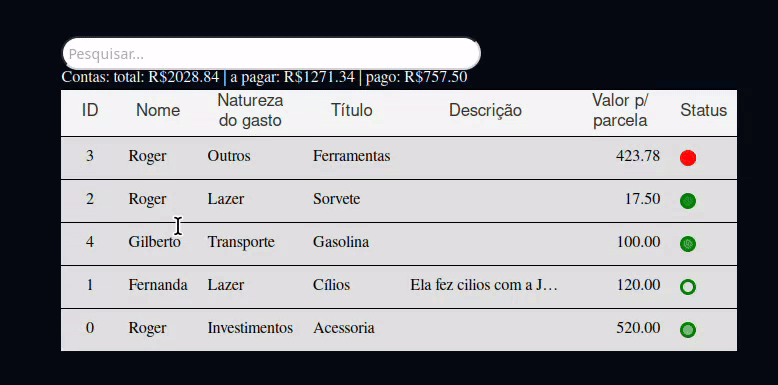 Pesquisar...
Contas: total: R$2028.84 | a pagar: R$1271.34 | pago: R$757.50
ID Nome Natureza do gasto Título Descrição Valor p/ parcela Status
3 Roger Outros Ferramentas 423.78
2 Roger Lazer Sorvete 17.50
4 Gilberto Transporte Gasolina 100.00
1 Fernanda Lazer Cílios Ela fez cilios com a J… 120.00
0 Roger Investimentos Acessoria 520.00